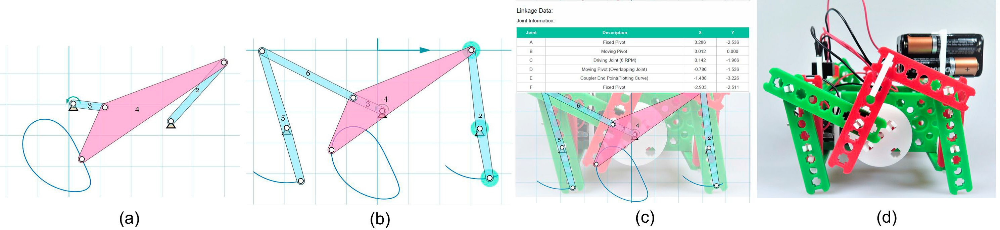 3
4
2
(a)
6
5
3
4
2
(b)
Linkage Data:
Joint Information:
Joint Description X Y
A Fixed Pivot 3.286 -2.536
B Moving Pivot 3.012 0.000
C Driving Joint (6 RPM) 0.142 -1.966
D Moving Pivot (Overlapping Joint) -0.786 -1.536
E Coupler End Point(Plotting Curve) -1.488 -3.226
F Fixed Pivot -2.933 -2.511
6
5
3
4
2
(c)
+
(d)